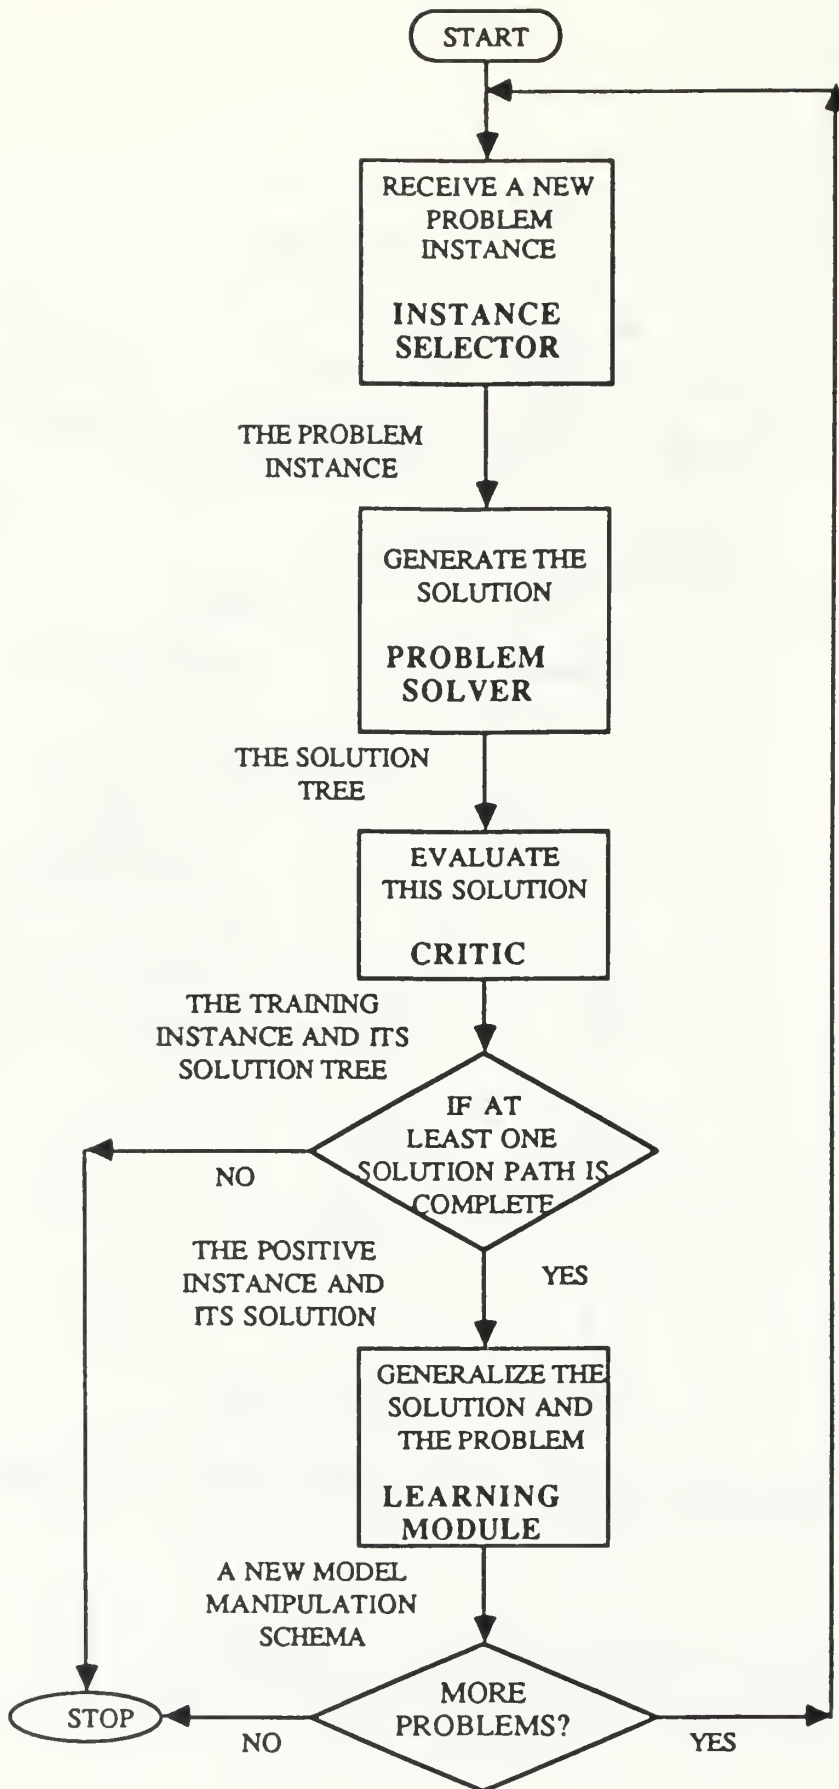 START
RECEIVE A NEW
PROBLEM
INSTANCE
INSTANCE
SELECTOR
THE PROBLEM
INSTANCE
GENERATE THE
SOLUTION
PROBLEM
SOLVER
THE SOLUTION
TREE
EVALUATE
THIS SOLUTION
CRITIC
THE TRAINING
INSTANCE AND ITS
SOLUTION TREE
IF AT
LEAST ONE
SOLUTION PATH IS
COMPLETE
NO
THE POSITIVE
INSTANCE AND
ITS SOLUTION
YES
GENERALIZE THE
SOLUTION AND
THE PROBLEM
LEARNING
MODULE
A NEW MODEL
MANIPULATION
SCHEMA
MORE
PROBLEMS?
STOP
NO
YES